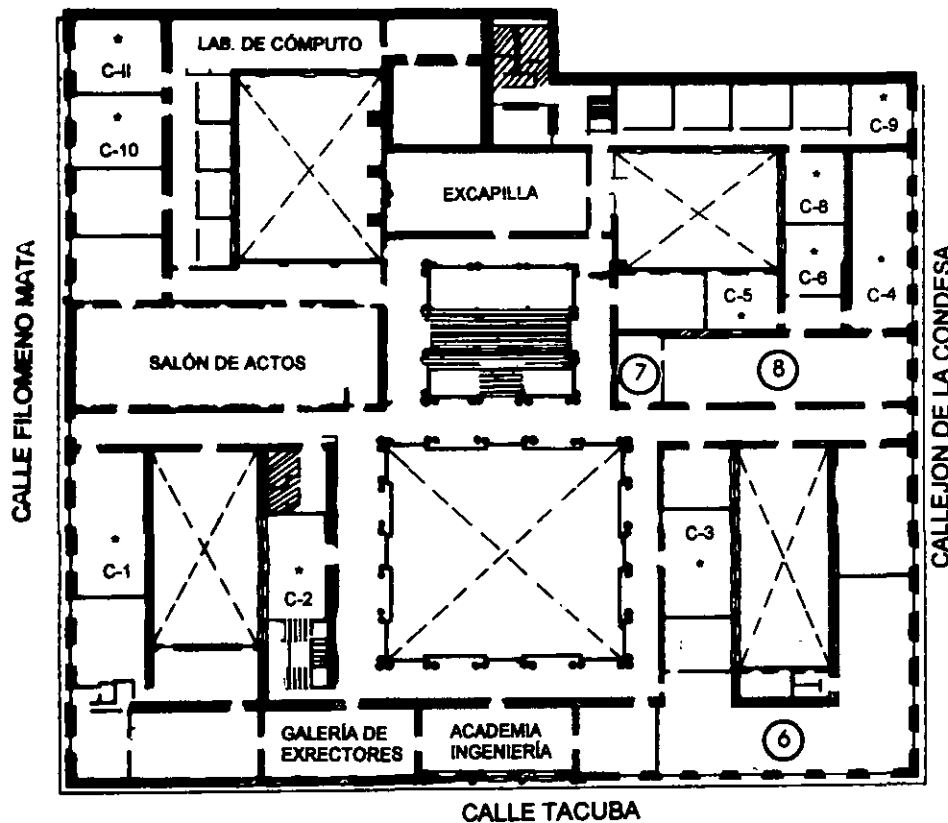 LAB. DE CÓMPUTO
C-II
C-10
C-9
EXCAPILLA
C-8
C-6
C-4
C-5
CALLE FILOMENO MATA
SALÓN DE ACTOS
7
8
CALLEJON DE LA CONDESA
C-1
C-2
C-3
GALERÍA DE
EXRECTORES
ACADEMIA
INGENIERÍA
6
CALLE TACUBA